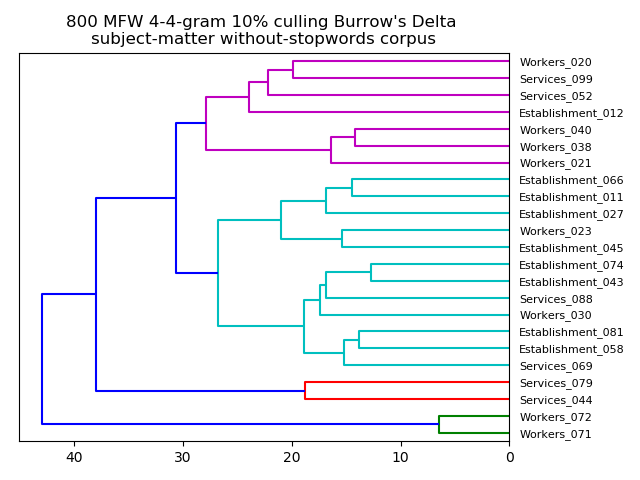 800 MFW 4-4-gram 10% culling Burrow's Delta
subject-matter without-stopwords corpus
Workers_020
Services_099
Services_052
Establishment_012
Workers_040
Workers_038
Workers_021
Establishment_066
Establishment_011
Establishment_027
Workers_023
Establishment_045
Establishment_074
Establishment_043
Services_088
Workers_030
Establishment_081
Establishment_058
Services_069
Services_079
Services_044
Workers_072
Workers_071
40 30 20 10 0